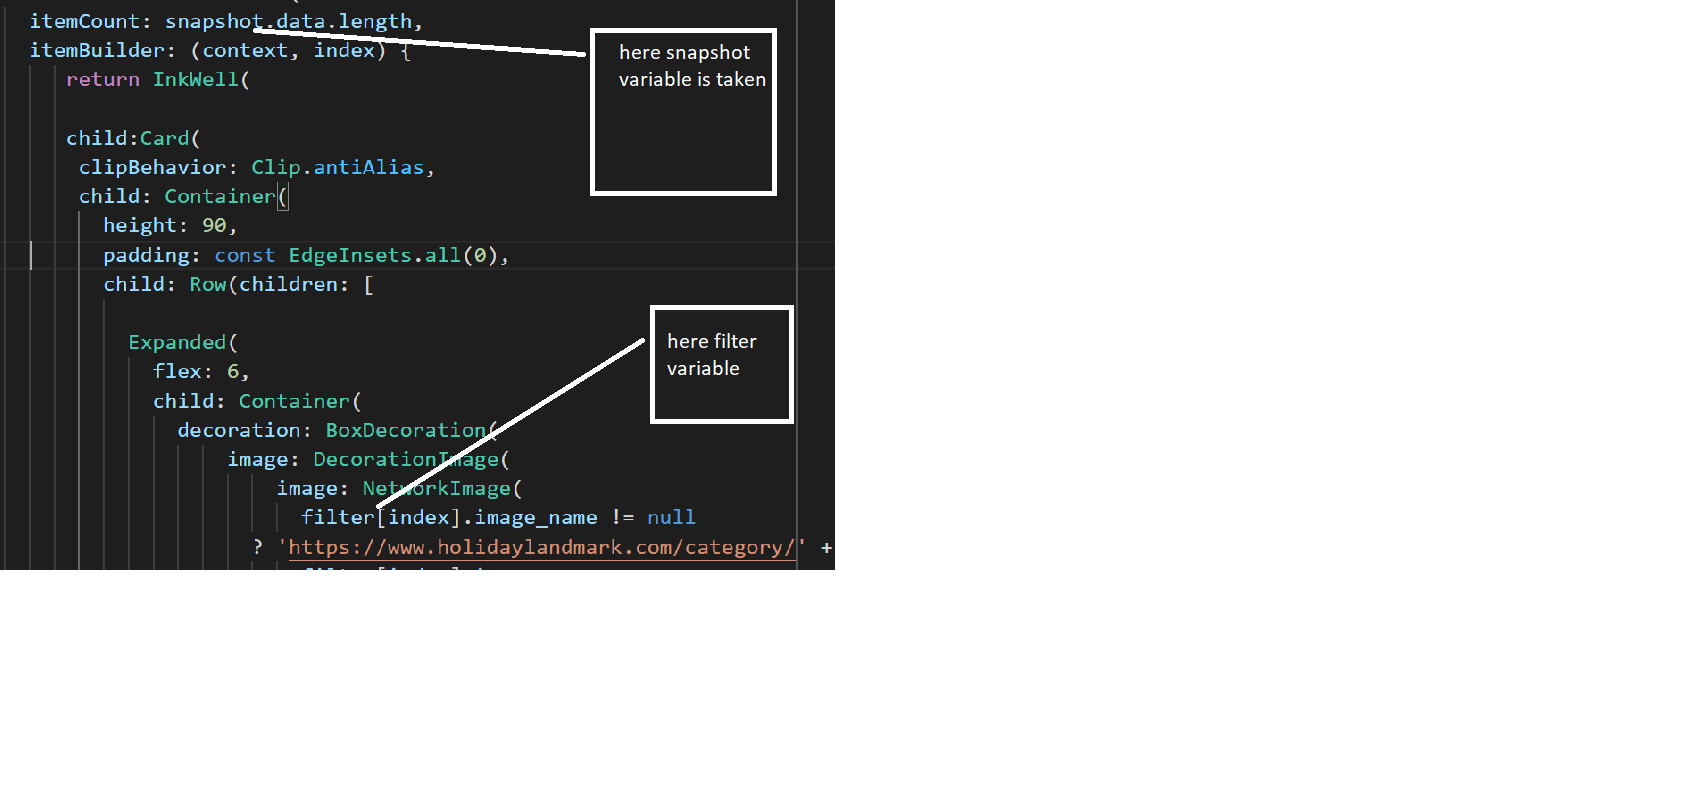 itemCount: snapshot.data.length,
itemBuilder: (context, index) {
return InkWell(
child:Card(
clipBehavior: Clip.antiAlias,
child: Container(
height: 90,
padding: const EdgeInsets.all(0),
child: Row(children: [
Expanded(
flex: 6,
child: Container(
decoration: BoxDecoration(
image: DecorationImage(
image: NetworkImage(
filter[index].image_name != null
? 'https://www.holidaylandmark.com/category/' +
here snapshot
variable is taken
here filter
variable